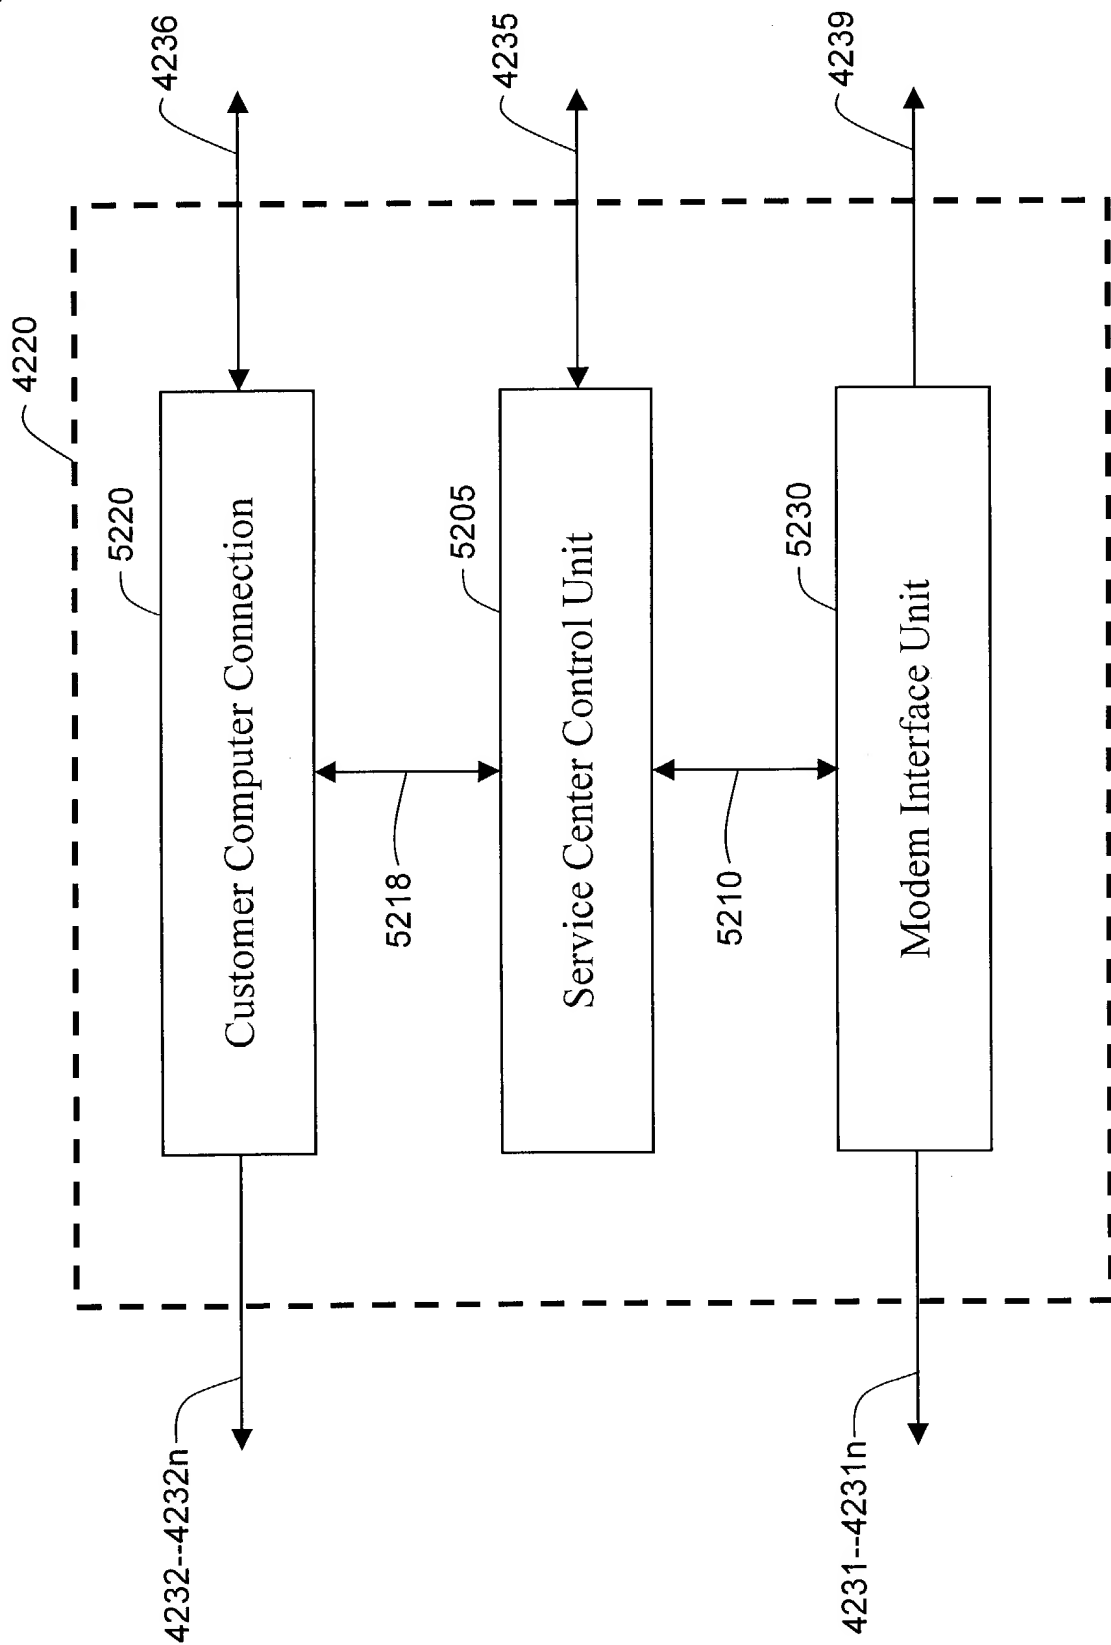 4220
4236
5220
Customer Computer Connection
4232--4232n
5218
4235
5205
Service Center Control Unit
5210
4239
5230
Modem Interface Unit
4231--4231n